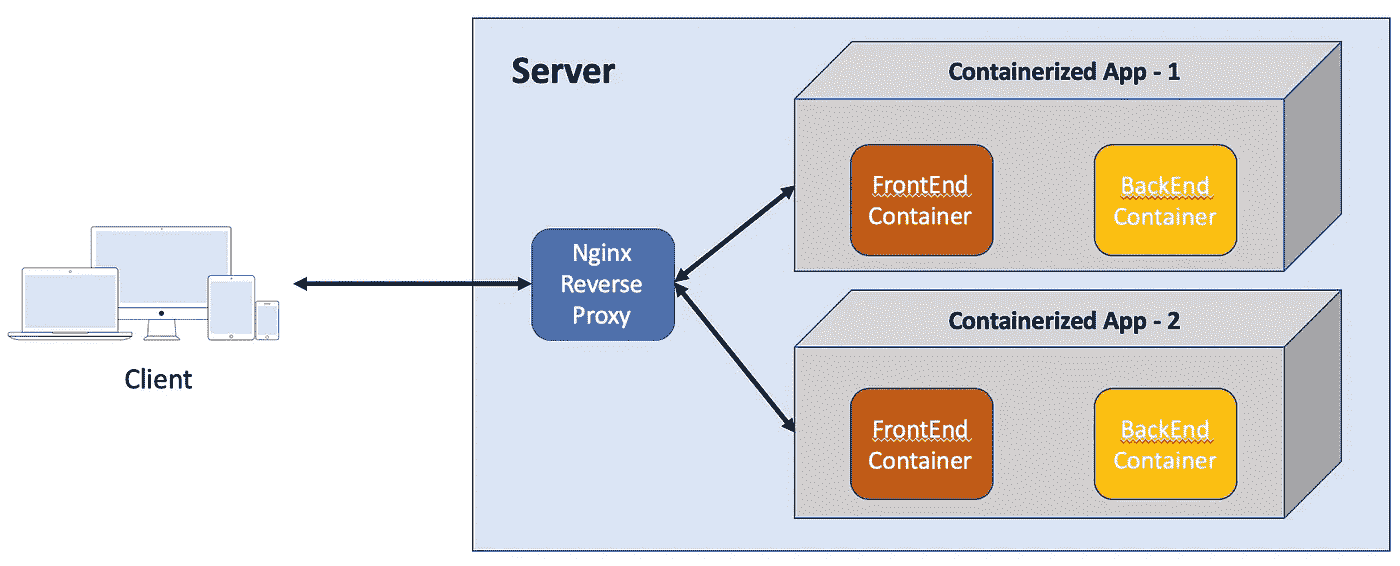 Server
Containerized App - 1
FrontEnd
Container
BackEnd
Container
Nginx
Reverse
Proxy
Client
Containerized App - 2
FrontEnd
Container
BackEnd
Container